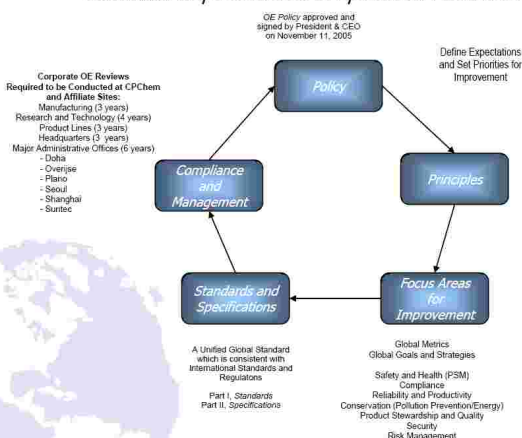 OE Policy approved and
signed by President & CEO
on November 11, 2005
Policy
Define Expectations
and Set Priorities for
Improvement
Principles
Focus Areas
for
Improvement
Global Metrics
Global Goals and Strategies
Safety and Health (PSM)
Compliance
Reliability and Productivity
Conservation (Pollution Prevention/Energy)
Product Stewardship and Quality
Security
Risk Management
Standards and
Specifications
A Unified Global Standard
which is consistent with
International Standards and
Regulatons
Part I, Standards
Part II, Specifications
Compliance
and
Management
Corporate OE Reviews
Required to be Conducted at CPChem
and Affiliate Sites:
Manufacturing (3 years)
Research and Technology (4 years)
Product Lines (3 years)
Headquarters (3 years)
Major Administrative Offices (6 years)
- Doha
- Overijse
- Plano
- Seoul
- Shanghai
- Suntec